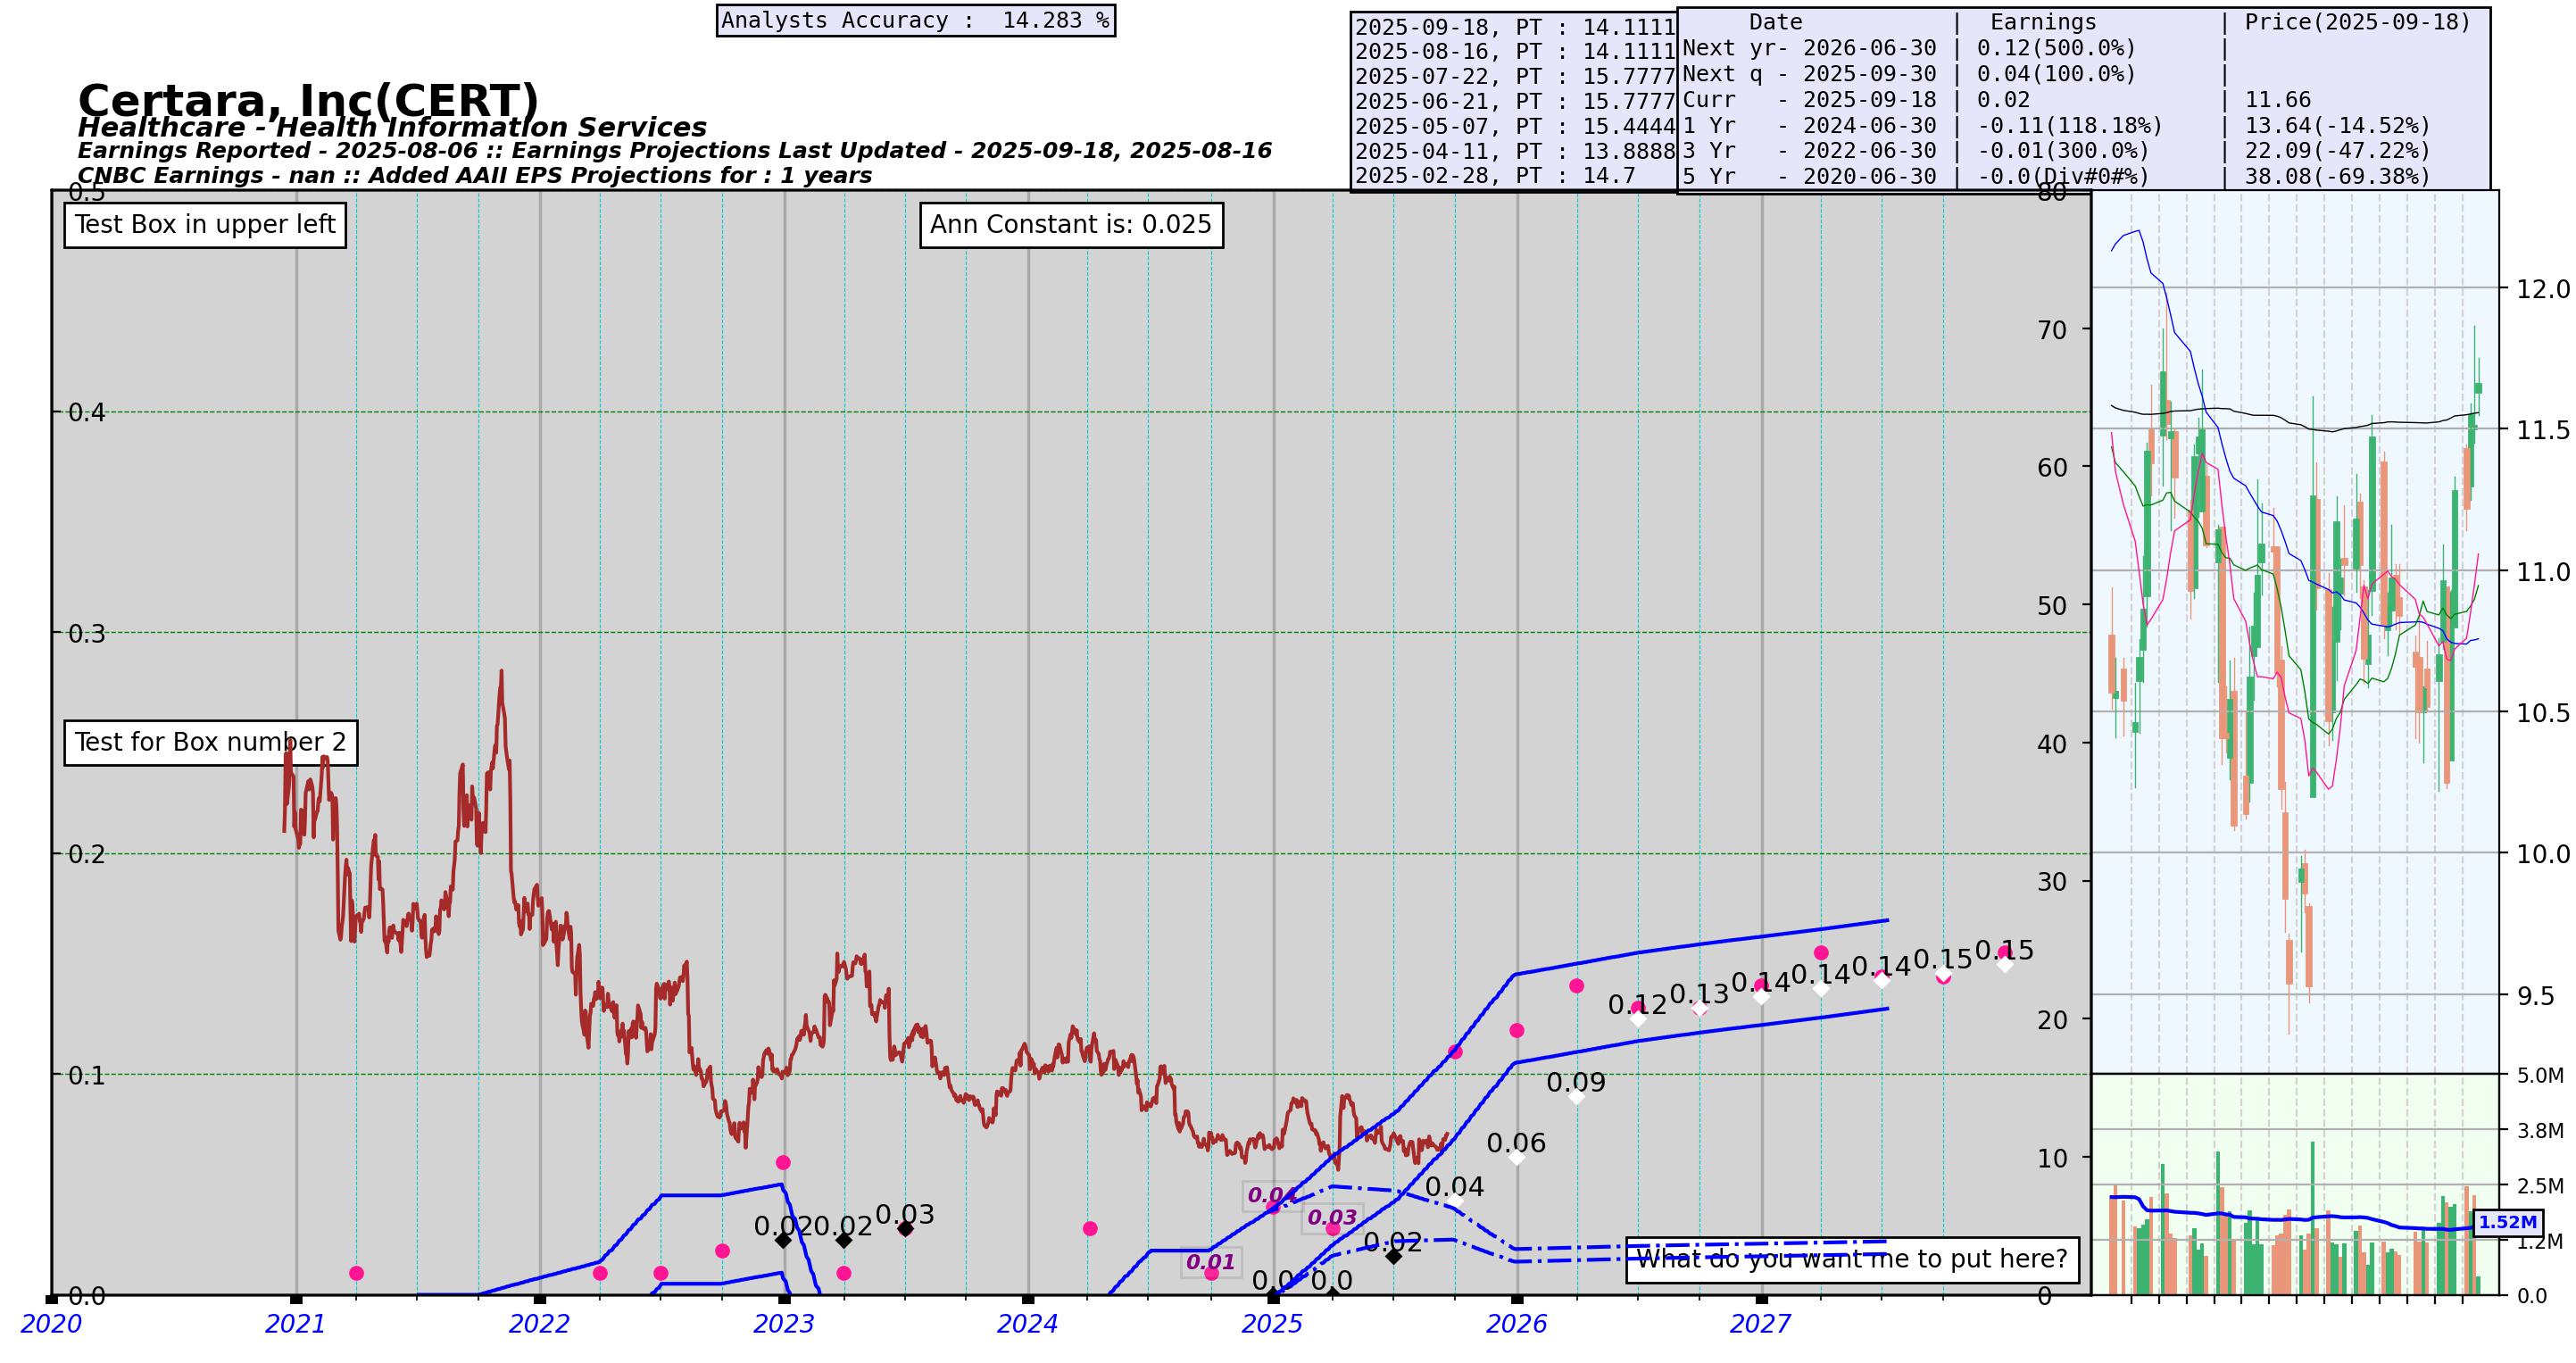 Analysts Accuracy :  14.283 %
Certara, Inc(CERT)
Healthcare - Health Information Services
Earnings Reported - 2025-08-06 :: Earnings Projections Last Updated - 2025-09-18, 2025-08-16
CNBC Earnings - nan :: Added AAII EPS Projections for : 1 years
2025-09-18, PT : 14.1111
2025-08-16, PT : 14.1111
2025-07-22, PT : 15.7777
2025-06-21, PT : 15.7777
2025-05-07, PT : 15.4444
2025-04-11, PT : 13.8888
2025-02-28, PT : 14.7
Date | Earnings | Price(2025-09-18)
Next yr- 2026-06-30 | 0.12(500.0%) |
Next q - 2025-09-30 | 0.04(100.0%) |
Curr - 2025-09-18 | 0.02 | 11.66
1 Yr - 2024-06-30 | -0.11(118.18%) | 13.64(-14.52%)
3 Yr - 2022-06-30 | -0.01(300.0%) | 22.09(-47.22%)
5 Yr - 2020-06-30 | -0.0(Div#0#%) | 38.08(-69.38%)
Test Box in upper left
Ann Constant is: 0.025
Test for Box number 2
What do you want me to put here?
0.5
0.4
0.3
0.2
0.1
0.0
80
70
60
50
40
30
20
10
0
12.0
11.5
11.0
10.5
10.0
9.5
5.0M
3.8M
2.5M
1.52M
1.2M
0.0
0.02
0.02
0.03
0.01
0.04
0.03
0.0
0.0
0.02
0.04
0.06
0.09
0.12
0.13
0.14
0.14
0.14
0.15
0.15
2020
2021
2022
2023
2024
2025
2026
2027